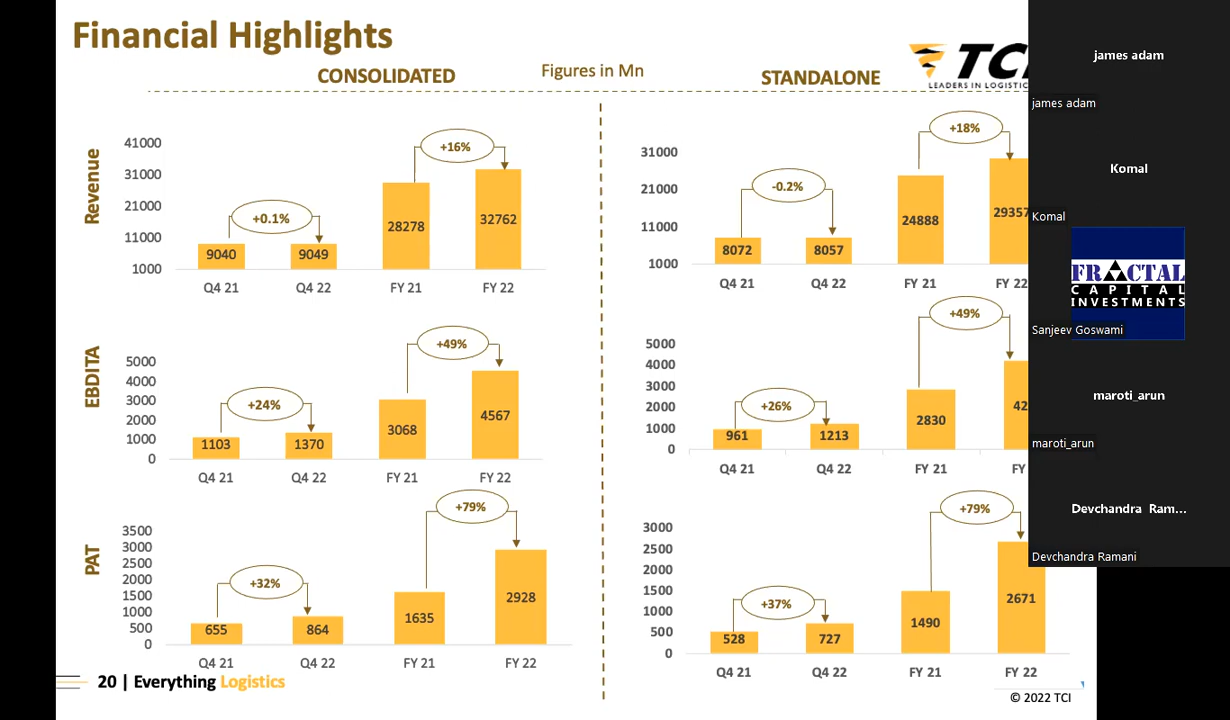 Financial Highlights
CONSOLIDATED
Figures in Mn
STANDALONE
TCI
LEADERS IN LOGISTIC
Revenue
41000
31000
21000
11000
1000
+0.1%
+16%
9040
9049
28278
32762
Q4 21
Q4 22
FY 21
FY 22
31000
21000
11000
1000
-0.2%
+18%
8072
8057
24888
29357
Q4 21
Q4 22
FY 21
FY 22
EBDITA
5000
4000
3000
2000
1000
0
+24%
+49%
1103
1370
3068
4567
Q4 21
Q4 22
FY 21
FY 22
5000
4000
3000
2000
1000
0
+26%
+49%
961
1213
2830
42
Q4 21
Q4 22
FY 21
FY
PAT
3500
3000
2500
2000
1500
1000
500
0
+32%
+79%
655
864
1635
2928
Q4 21
Q4 22
FY 21
FY 22
3000
2500
2000
1500
1000
500
0
+37%
+79%
528
727
1490
2671
Q4 21
Q4 22
FY 21
FY 22
20 | Everything Logistics
© 2022 TCI
james adam
james adam
Komal
Komal
FRACTAL
CAPITAL
INVESTMENTS
Sanjeev Goswami
maroti_arun
maroti_arun
Devchandra Ram...
Devchandra Ramani